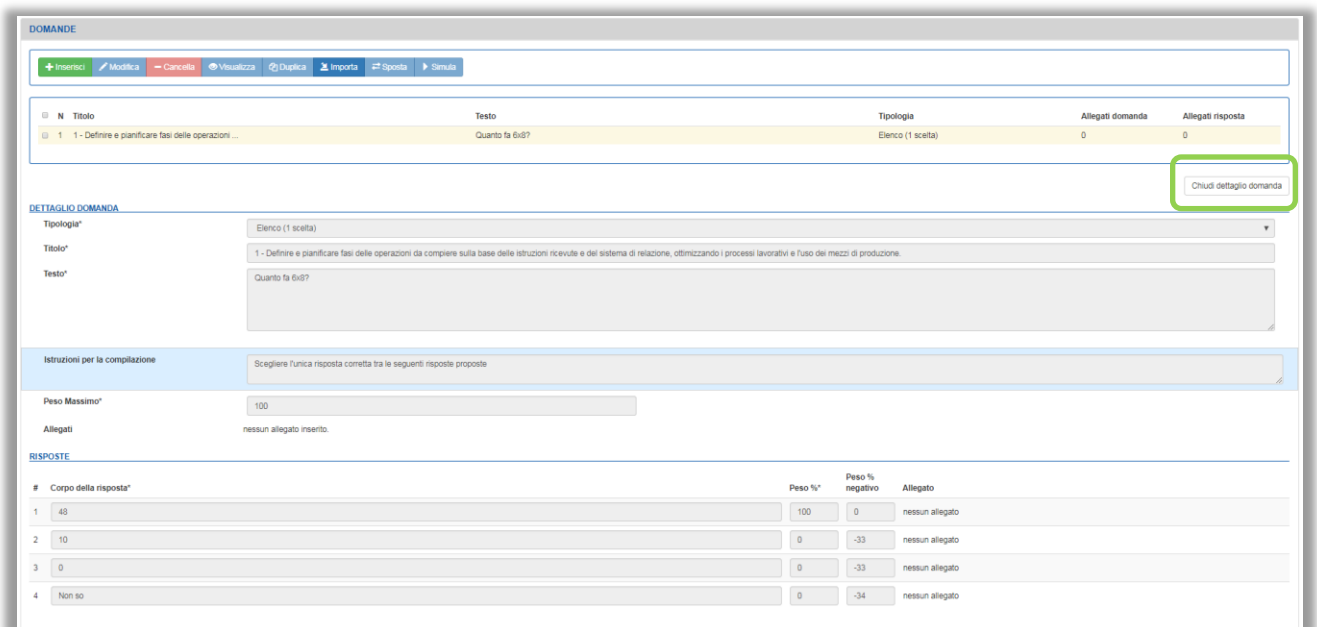 DOMANDE
Inserisci Modifica Cancella Visualizza Duplica Importa Sposta Simula
N Titolo Testo Tipologia Allegati domanda Allegati risposta
1 1 - Definire e pianificare fasi delle operazioni ... Quanto fa 6x8? Elenco (1 scelta) 0 0
Chiudi dettaglio domanda
DETTAGLIO DOMANDA
Tipologia* Elenco (1 scelta)
Titolo* 1 - Definire e pianificare fasi delle operazioni da compiere sulla base delle istruzioni ricevute e del sistema di relazione, ottimizzando i processi lavorativi e l'uso dei mezzi di produzione.
Testo* Quanto fa 6x8?
Istruzioni per la compilazione Scegliere l'unica risposta corretta tra le seguenti risposte proposte
Peso Massimo* 100
Allegati nessun allegato inserito.
RISPOSTE
# Corpo della risposta* Peso %* Peso % negativo Allegato
1 48 100 0 nessun allegato
2 10 0 -33 nessun allegato
3 0 0 -33 nessun allegato
4 Non so 0 -34 nessun allegato